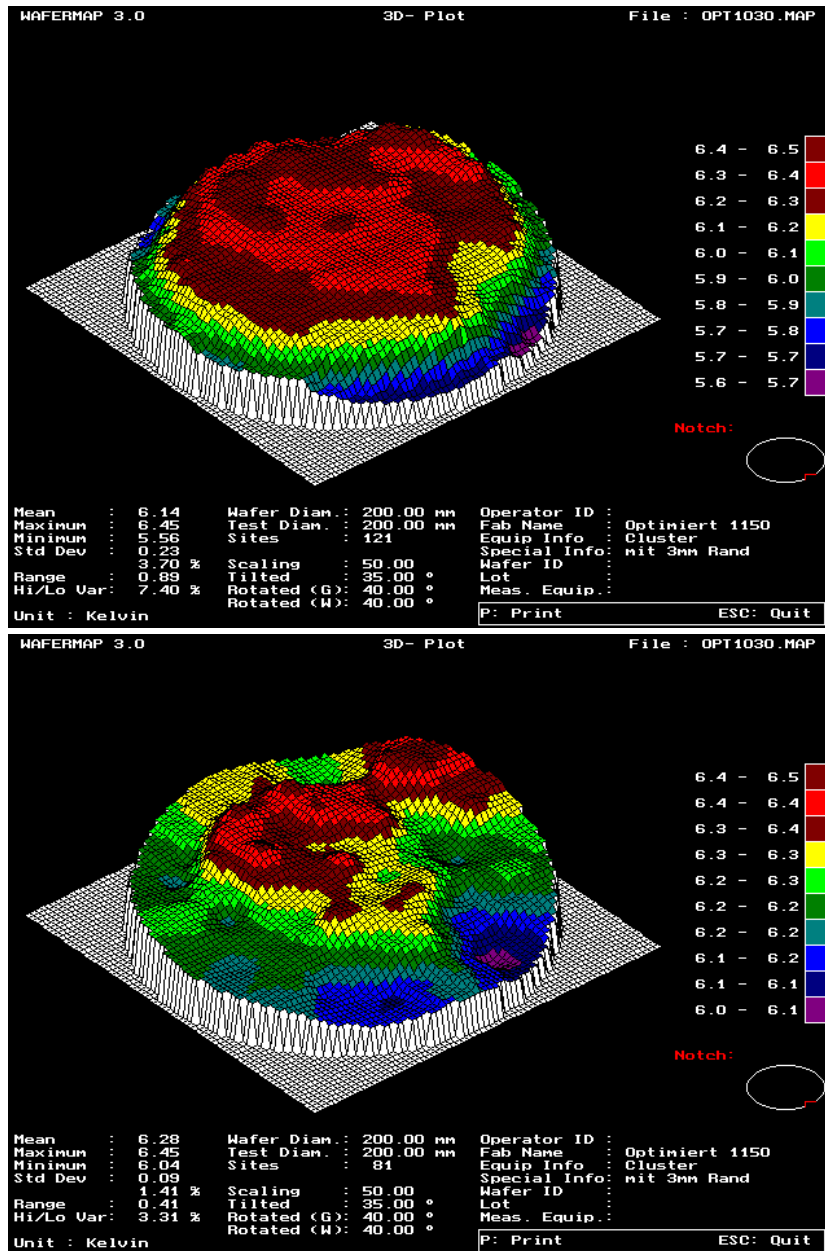 WAFERMAP 3.0 3D- Plot File : OPT1030.MAP
6.4 - 6.5
6.3 - 6.4
6.2 - 6.3
6.1 - 6.2
6.0 - 6.1
5.9 - 6.0
5.8 - 5.9
5.7 - 5.8
5.7 - 5.7
5.6 - 5.7
Notch:
Mean : 6.14 Wafer Diam.: 200.00 mm Operator ID :
Maximum : 6.45 Test Diam. : 200.00 mm Fab Name : Optimiert 1150
Minimum : 5.56 Sites : 121 Equip Info : Cluster
Std Dev : 0.23 Special Info: mit 3mm Rand
3.70 % Scaling : 50.00 Wafer ID :
Range : 0.89 Tilted : 35.00 º Lot :
Hi/Lo Var: 7.40 % Rotated (G): 40.00 º Meas. Equip.:
Rotated (W): 40.00 º
Unit : Kelvin P: Print ESC: Quit
WAFERMAP 3.0 3D- Plot File : OPT1030.MAP
6.4 - 6.5
6.4 - 6.4
6.3 - 6.4
6.3 - 6.3
6.2 - 6.3
6.2 - 6.2
6.2 - 6.2
6.1 - 6.2
6.1 - 6.1
6.0 - 6.1
Notch:
Mean : 6.28 Wafer Diam.: 200.00 mm Operator ID :
Maximum : 6.45 Test Diam. : 200.00 mm Fab Name : Optimiert 1150
Minimum : 6.04 Sites : 81 Equip Info : Cluster
Std Dev : 0.09 Special Info: mit 3mm Rand
1.41 % Scaling : 50.00 Wafer ID :
Range : 0.41 Tilted : 35.00 º Lot :
Hi/Lo Var: 3.31 % Rotated (G): 40.00 º Meas. Equip.:
Rotated (W): 40.00 º
Unit : Kelvin P: Print ESC: Quit